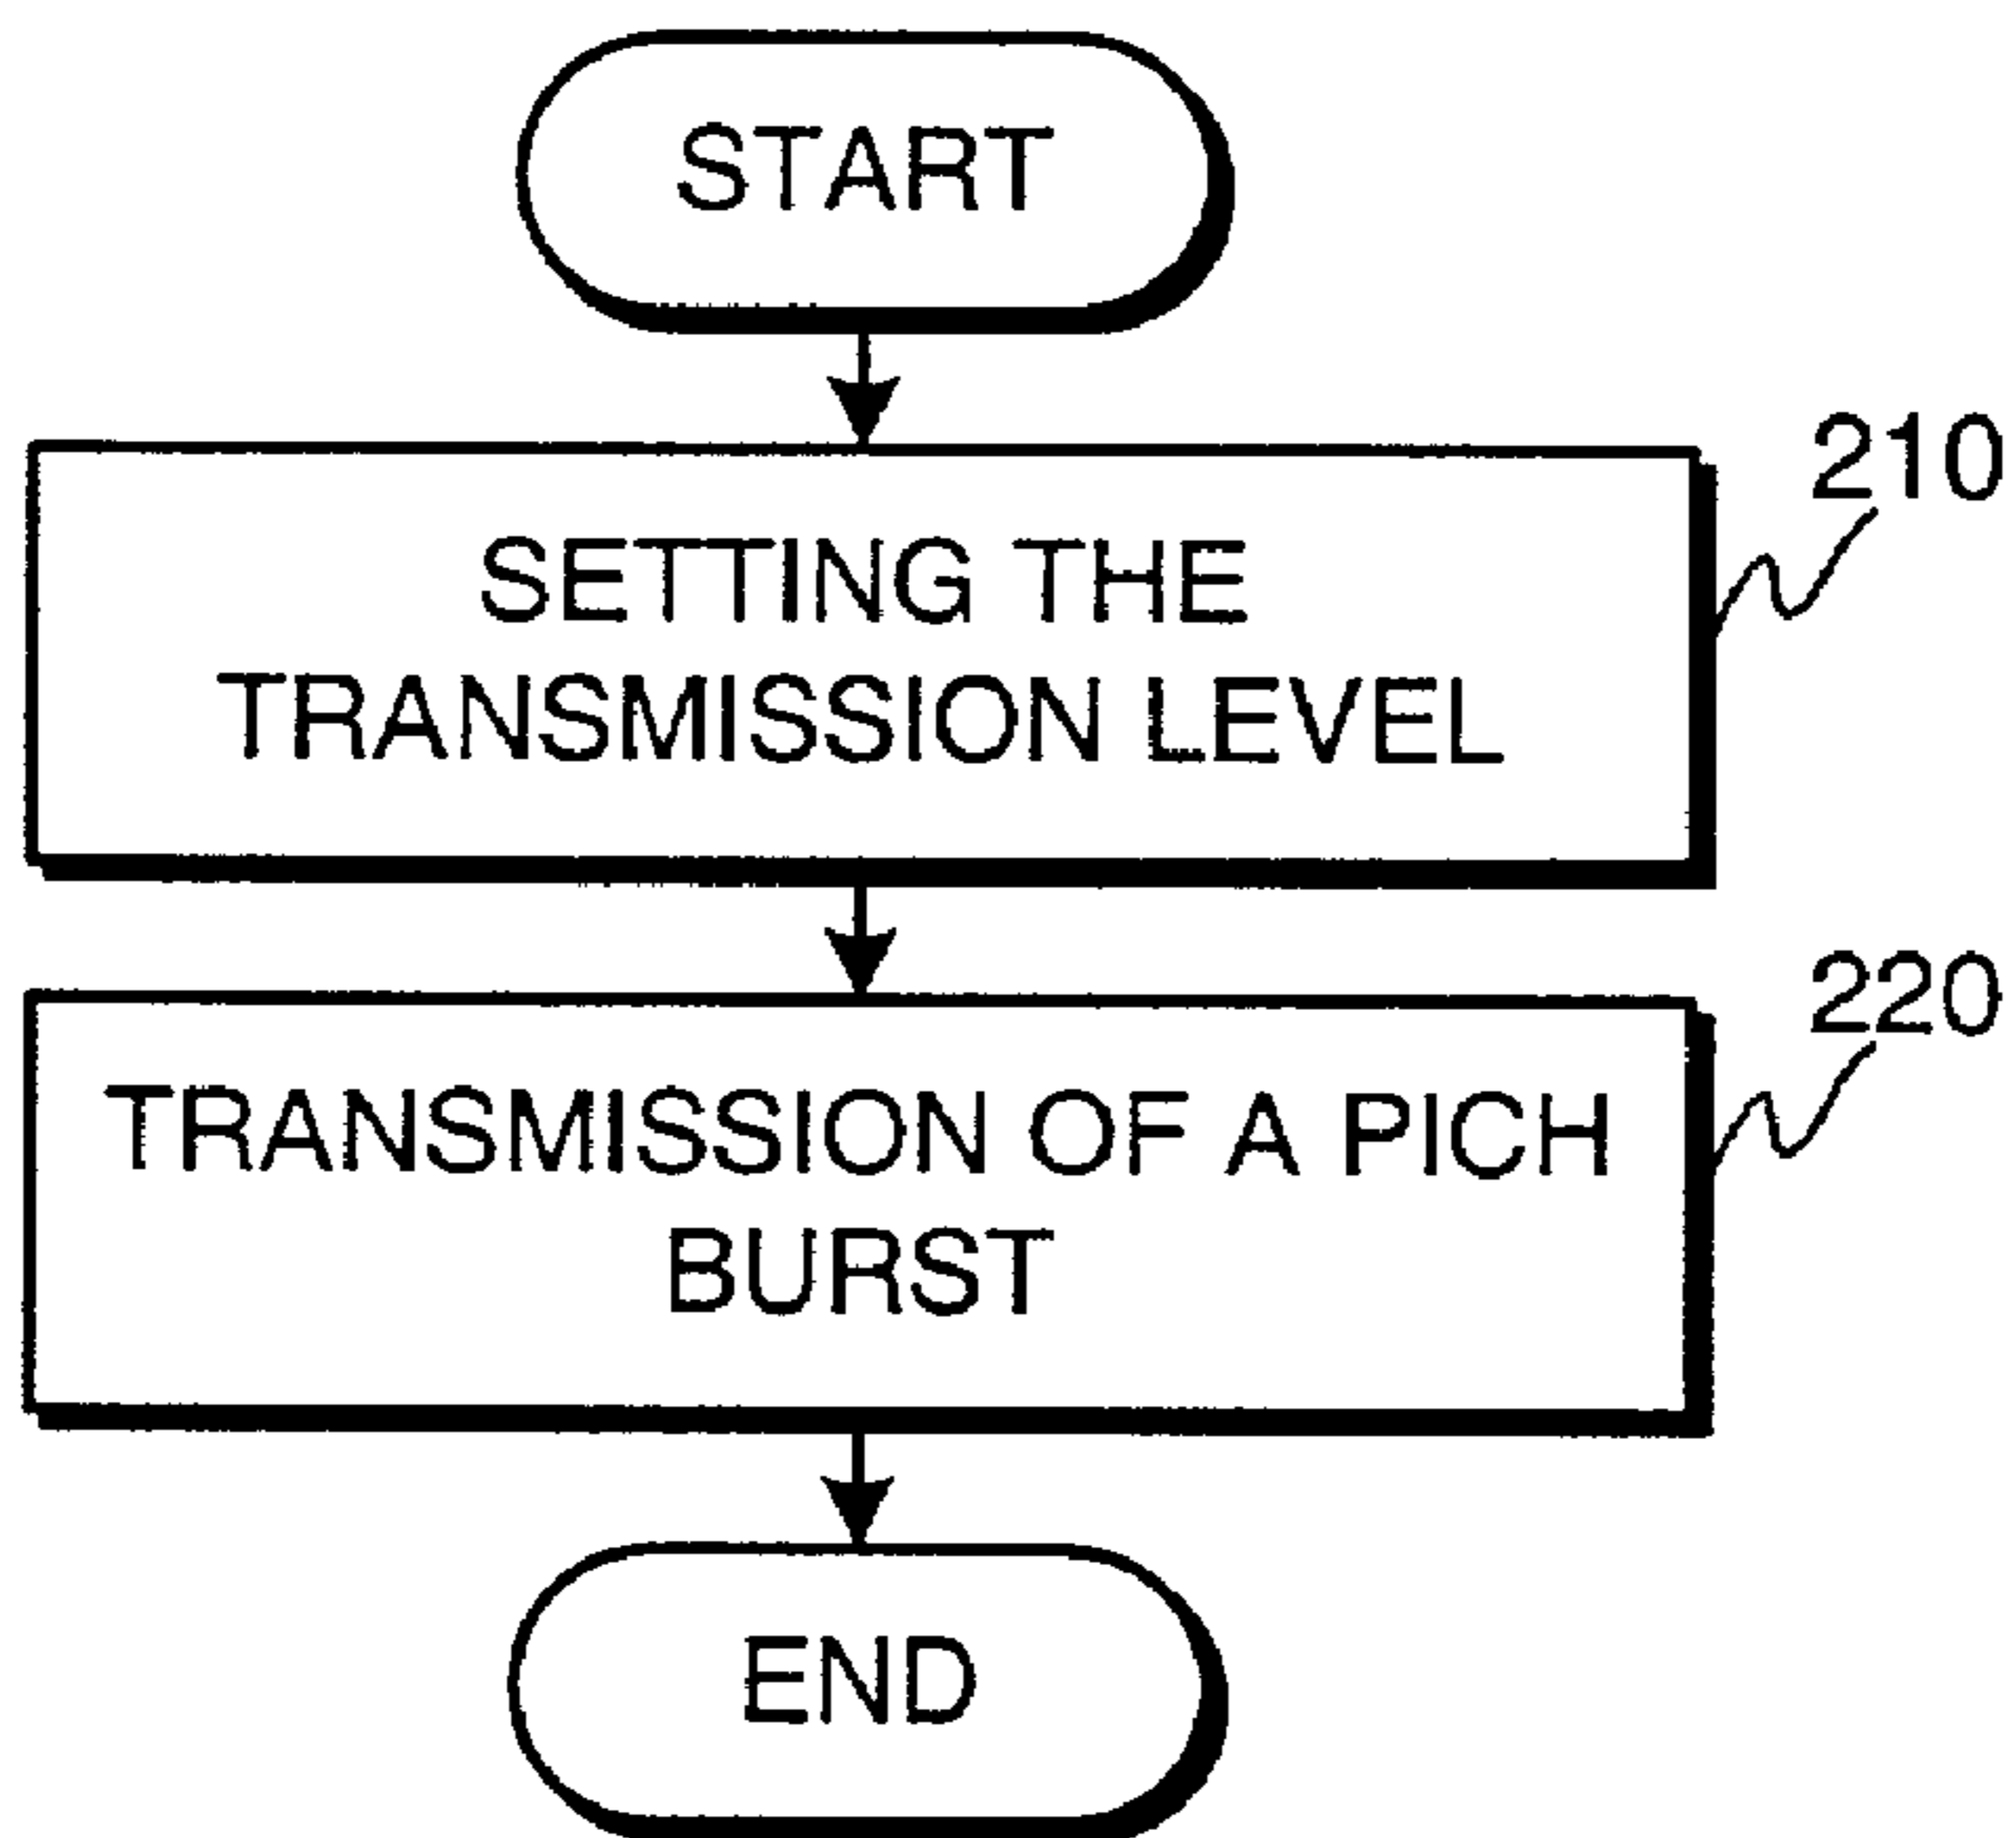 START
210
SETTING THE
TRANSMISSION LEVEL
220
TRANSMISSION OF A PICH
BURST
END